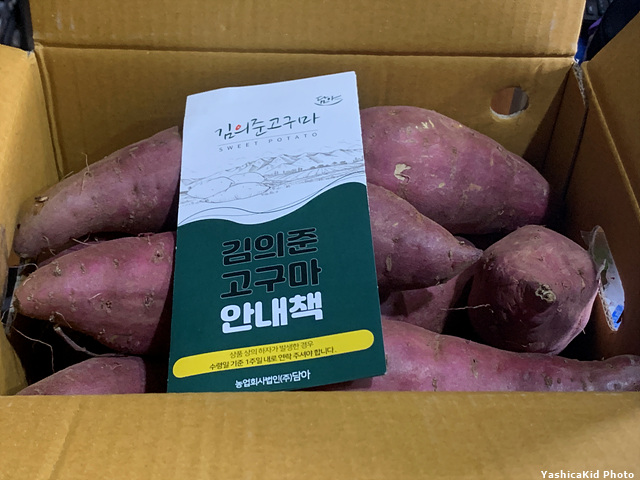 담아
김의준고구마
SWEET POTATO
김의준
고구마
안내책
상품 상의 하자가 발생한 경우
수령일 기준 1주일 내로 연락 주셔야 합니다.
농업회사법인(주)담아
YashicaKid Photo